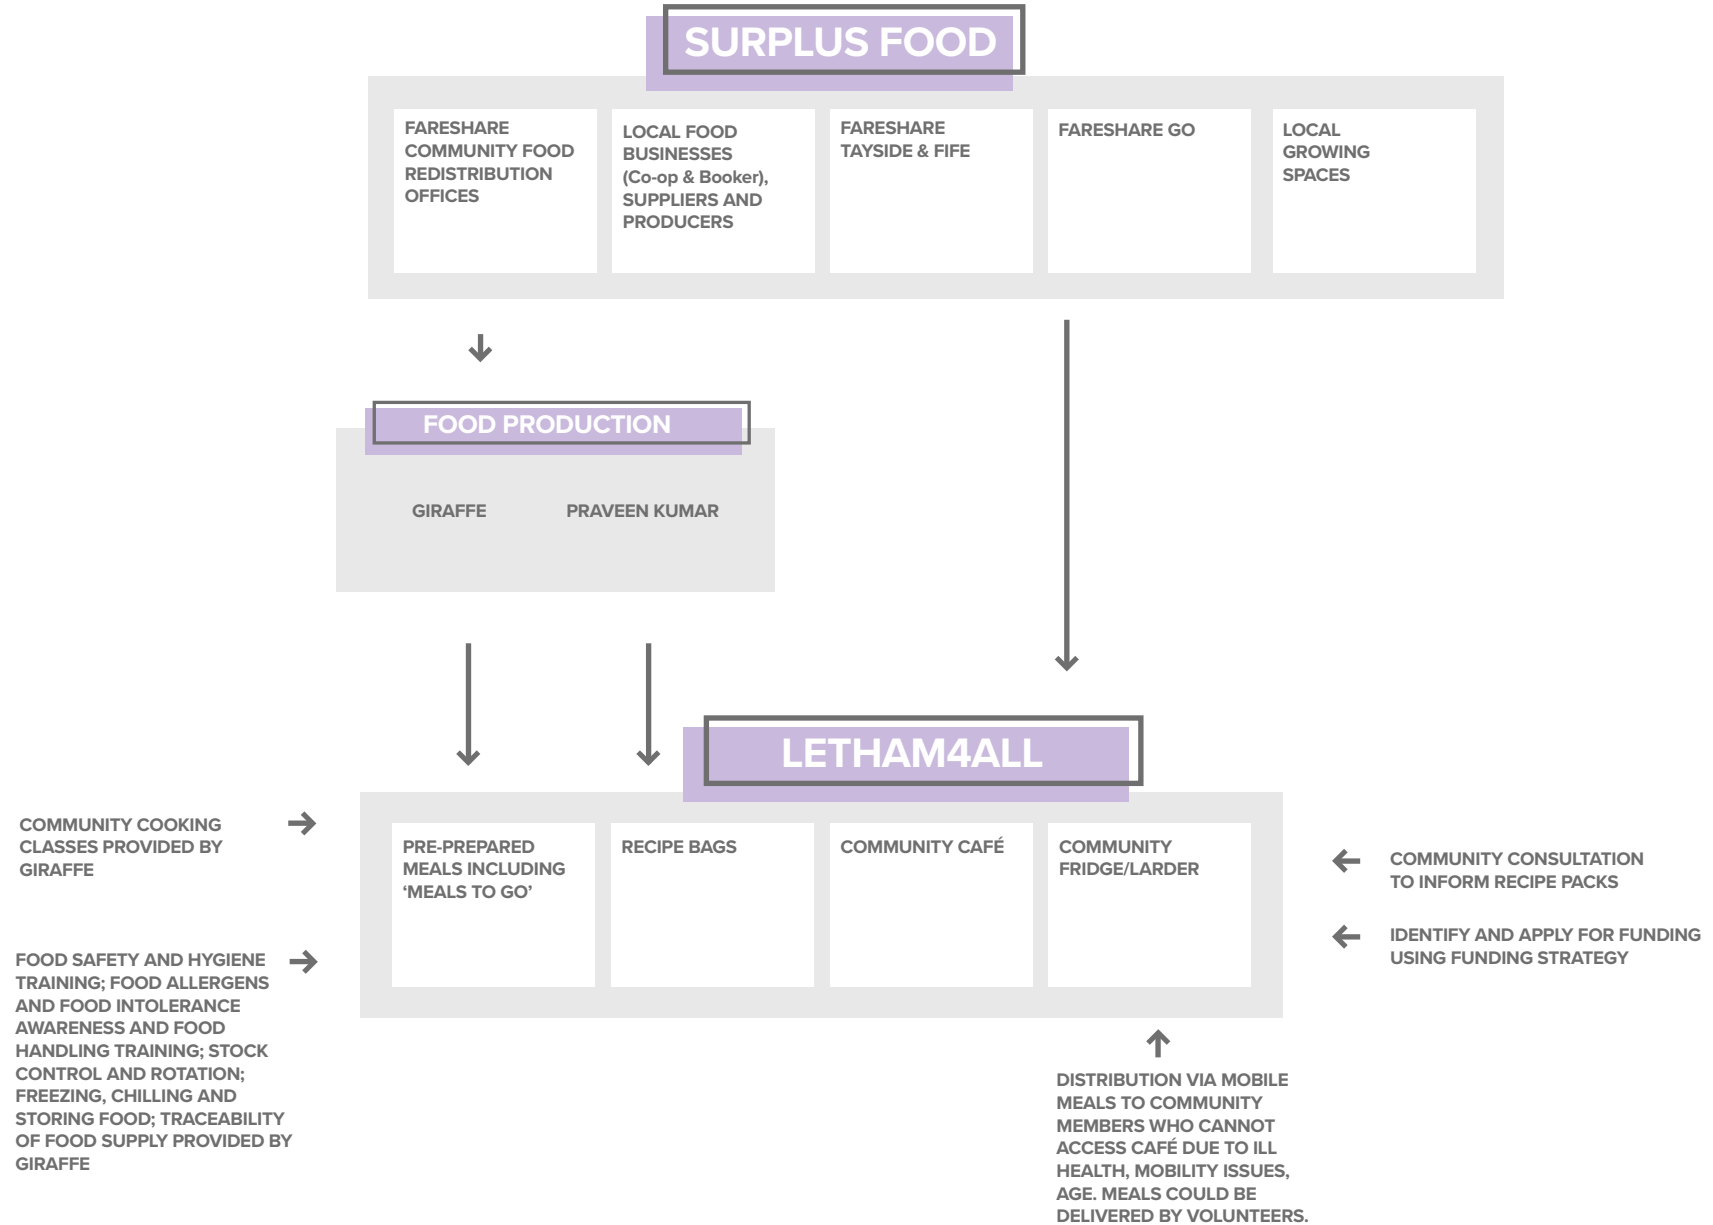 SURPLUS FOOD
FARESHARE
COMMUNITY FOOD
REDISTRIBUTION
OFFICES
LOCAL FOOD
BUSINESSES
(Co-op & Booker),
SUPPLIERS AND
PRODUCERS
FARESHARE
TAYSIDE & FIFE
FARESHARE GO
LOCAL
GROWING
SPACES
FOOD PRODUCTION
GIRAFFE
PRAVEEN KUMAR
LETHAM4ALL
COMMUNITY COOKING
CLASSES PROVIDED BY
GIRAFFE
FOOD SAFETY AND HYGIENE
TRAINING; FOOD ALLERGENS
AND FOOD INTOLERANCE
AWARENESS AND FOOD
HANDLING TRAINING; STOCK
CONTROL AND ROTATION;
FREEZING, CHILLING AND
STORING FOOD; TRACEABILITY
OF FOOD SUPPLY PROVIDED BY
GIRAFFE
PRE-PREPARED
MEALS INCLUDING
‘MEALS TO GO’
RECIPE BAGS
COMMUNITY CAFÉ
COMMUNITY
FRIDGE/LARDER
COMMUNITY CONSULTATION
TO INFORM RECIPE PACKS
IDENTIFY AND APPLY FOR FUNDING
USING FUNDING STRATEGY
DISTRIBUTION VIA MOBILE
MEALS TO COMMUNITY
MEMBERS WHO CANNOT
ACCESS CAFÉ DUE TO ILL
HEALTH, MOBILITY ISSUES,
AGE. MEALS COULD BE
DELIVERED BY VOLUNTEERS.